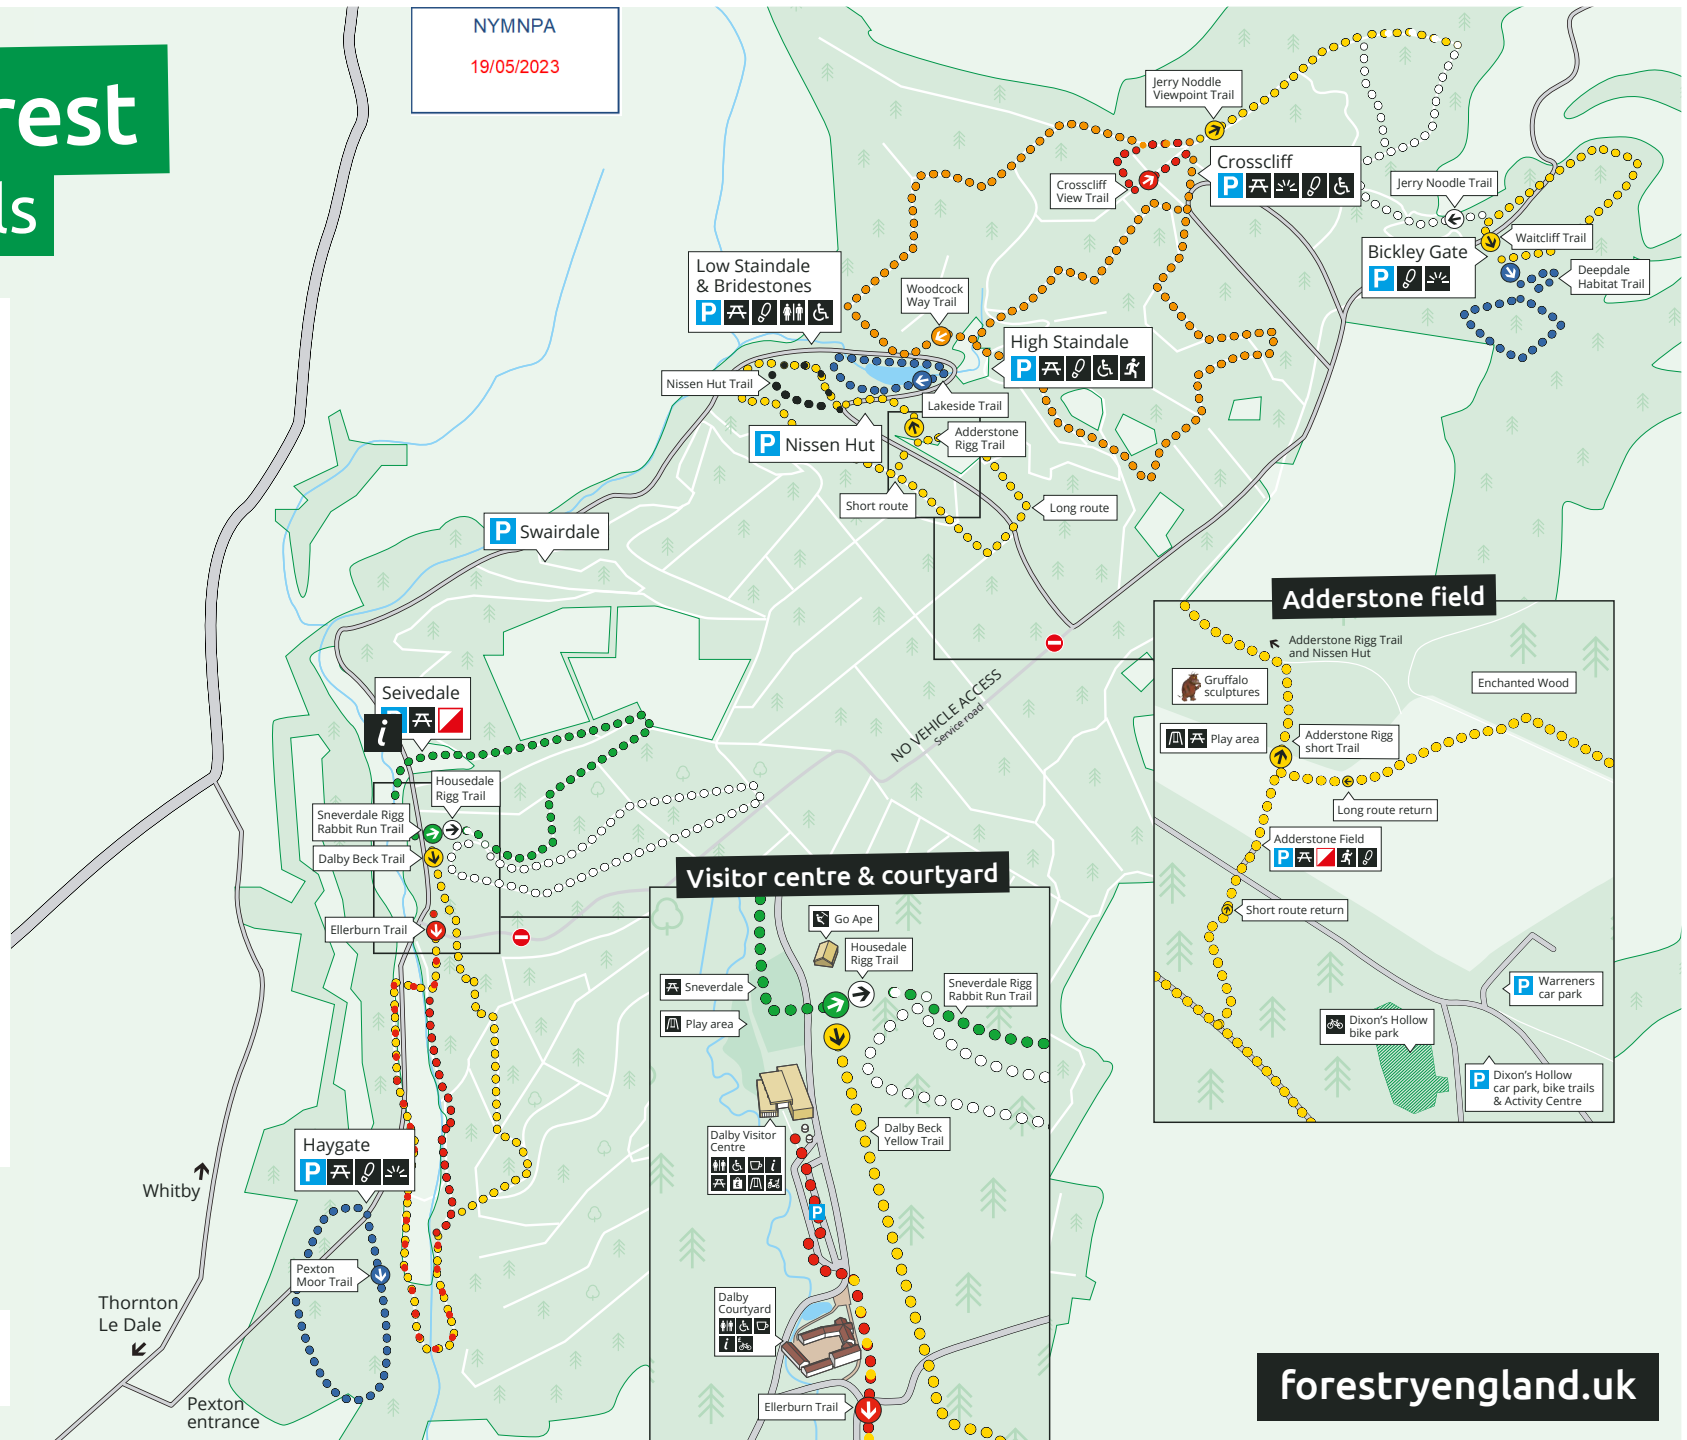 rest
ls
NYMNPA
19/05/2023
Jerry Noddle
Viewpoint Trail
Crosscliff
P
Crosscliff
View Trail
Jerry Noodle Trail
Waitcliff Trail
Bickley Gate
P
Deepdale
Habitat Trail
Low Staindale
& Bridestones
P
Woodcock
Way Trail
High Staindale
P
Nissen Hut Trail
Lakeside Trail
P Nissen Hut
Adderstone
Rigg Trail
Short route
Long route
P Swairdale
Adderstone field
Adderstone Rigg Trail
and Nissen Hut
Gruffalo
sculptures
Enchanted Wood
Play area
Adderstone Rigg
short Trail
Long route return
Adderstone Field
P
Short route return
P Warreners
car park
Dixon's Hollow
bike park
P Dixon's Hollow
car park, bike trails
& Activity Centre
NO VEHICLE ACCESS
Service road
Seivedale
i
Housedale
Rigg Trail
Sneverdale Rigg
Rabbit Run Trail
Dalby Beck Trail
Ellerburn Trail
Visitor centre & courtyard
Go Ape
Housedale
Rigg Trail
Sneverdale
Sneverdale Rigg
Rabbit Run Trail
Play area
Dalby Visitor
Centre
i
Dalby Beck
Yellow Trail
P
Dalby
Courtyard
i
Ellerburn Trail
Haygate
P
Whitby
Pexton
Moor Trail
Thornton
Le Dale
Pexton
entrance
forestryengland.uk